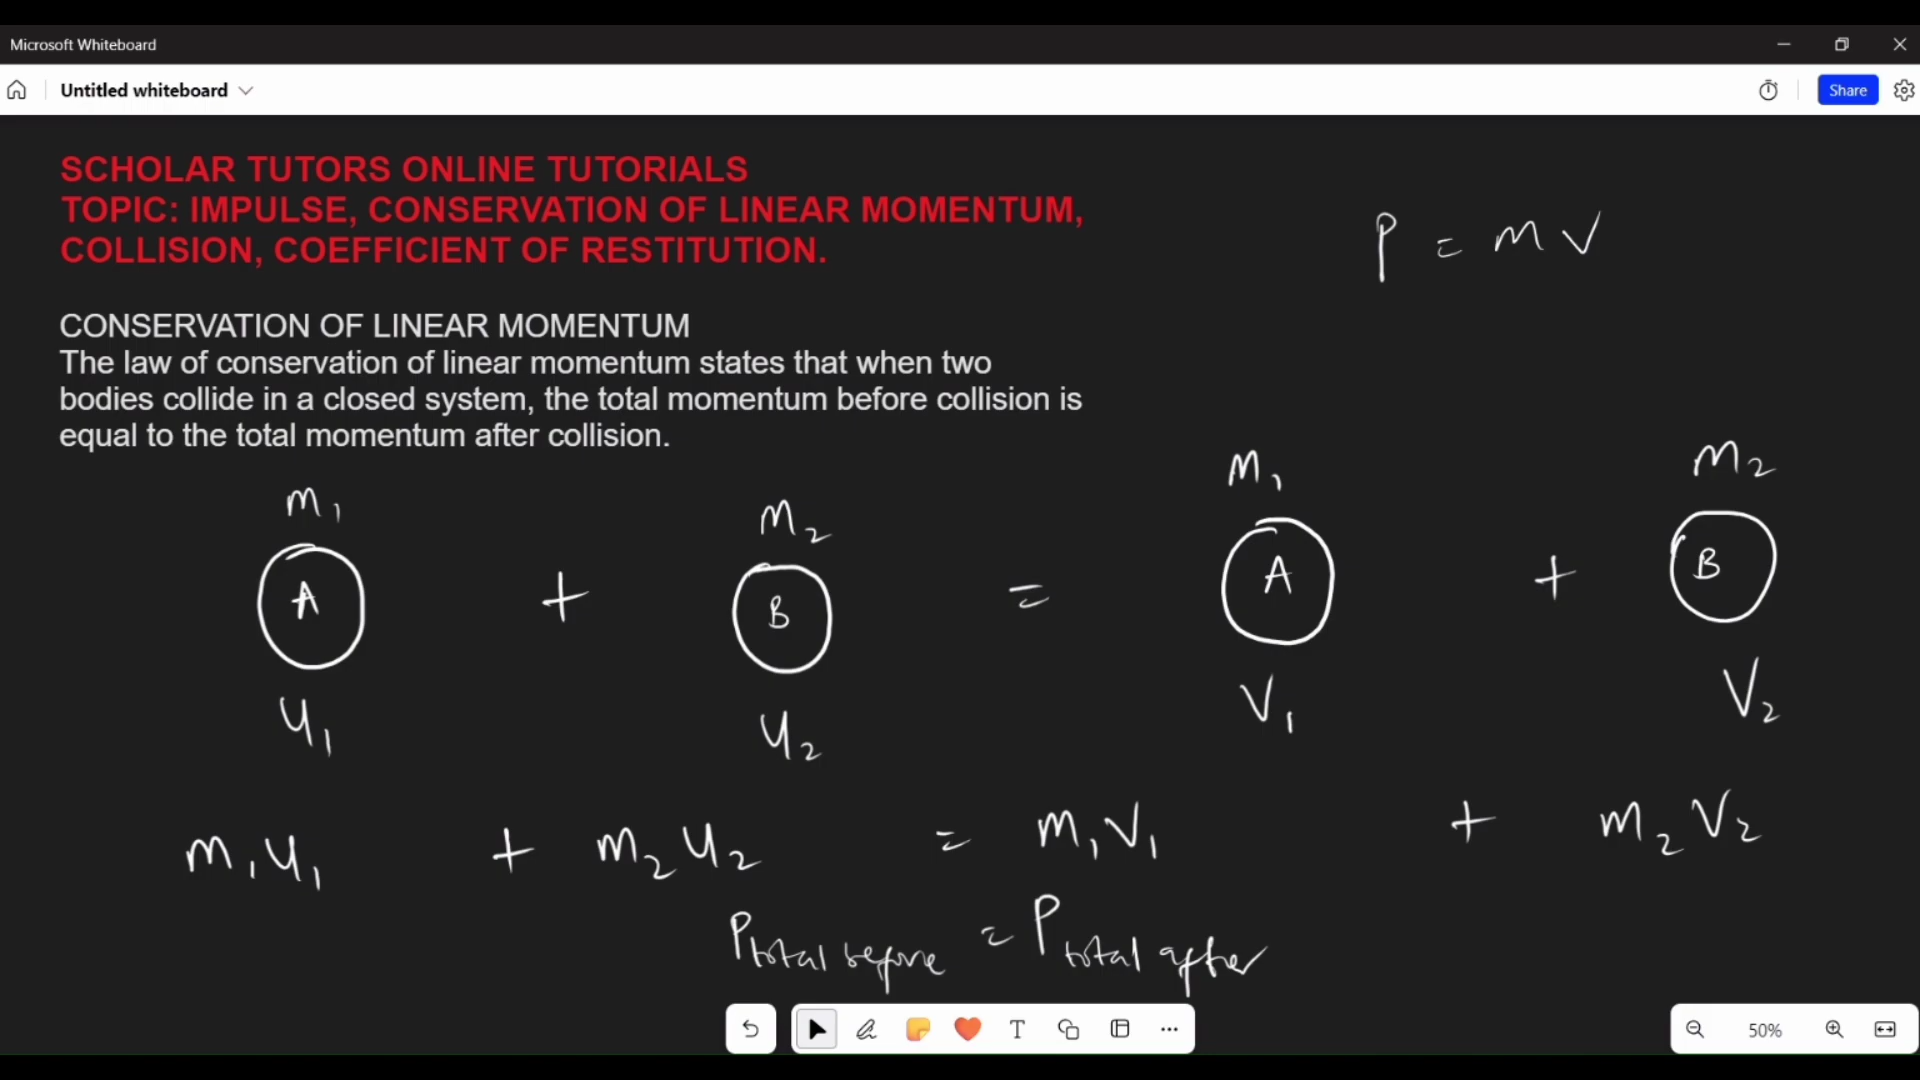 Microsoft Whiteboard
Untitled whiteboard
Share
SCHOLAR TUTORS ONLINE TUTORIALS
TOPIC: IMPULSE, CONSERVATION OF LINEAR MOMENTUM,
COLLISION, COEFFICIENT OF RESTITUTION.
P = mV
CONSERVATION OF LINEAR MOMENTUM
The law of conservation of linear momentum states that when two
bodies collide in a closed system, the total momentum before collision is
equal to the total momentum after collision.
m₁ m₂ m₁ m₂
A + B = A + B
u₁ u₂ V₁ V₂
m₁u₁ + m₂u₂ = m₁V₁ + m₂V₂
P total before = P total after
50%